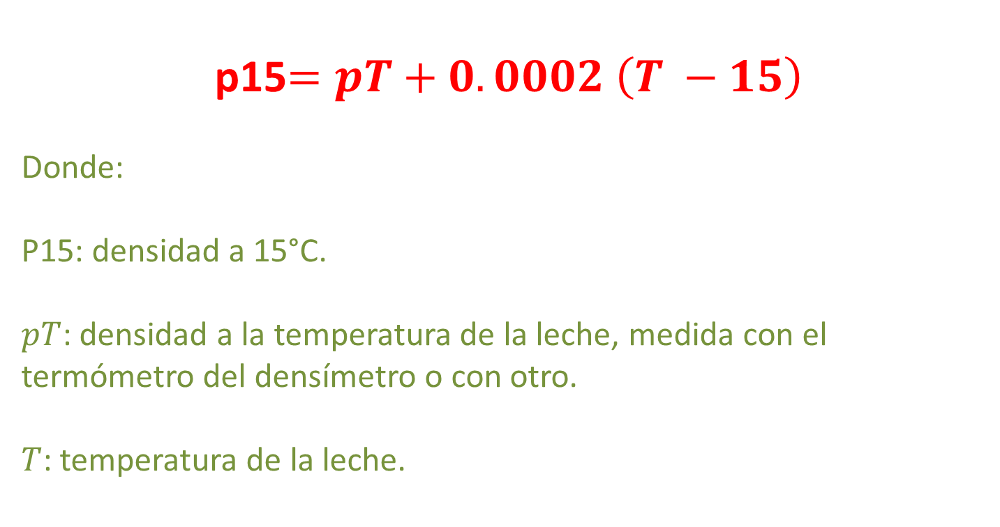 p15= pT + 0.0002 (T − 15)
Donde:
P15: densidad a 15°C.
pT: densidad a la temperatura de la leche, medida con el
termómetro del densímetro o con otro.
T: temperatura de la leche.